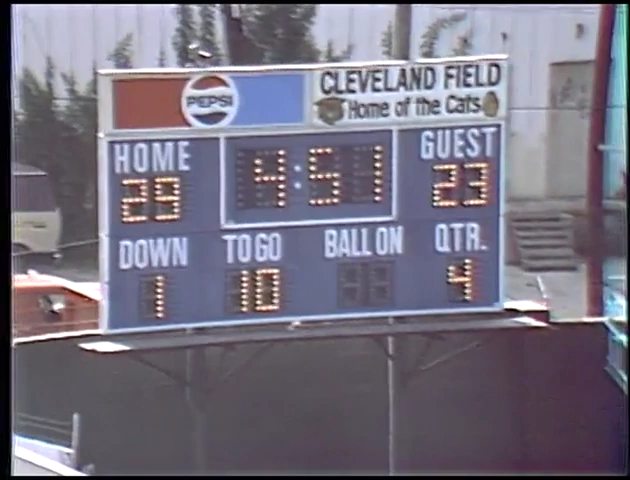 PEPSI
CLEVELAND FIELD
Home of the Cats
HOME 4:51 GUEST
29 23
DOWN TO GO BALL ON QTR.
1 10 4